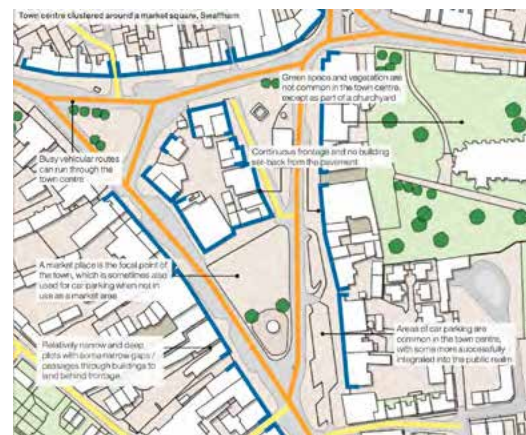 Town centre clustered around a market square, Swaffham
Green space and vegetation are
not common in the town centre,
except as part of a churchyard
Busy vehicular routes
can run through the
town centre
Continuous frontage and no building
set-back from the pavement
A market place is the focal point of
the town, which is sometimes also
used for car parking when not in
use as a market area
Relatively narrow and deep
plots with some narrow gaps /
passages through buildings to
land behind frontage.
Areas of car parking are
common in the town centre,
with some more successfully
integrated into the public realm